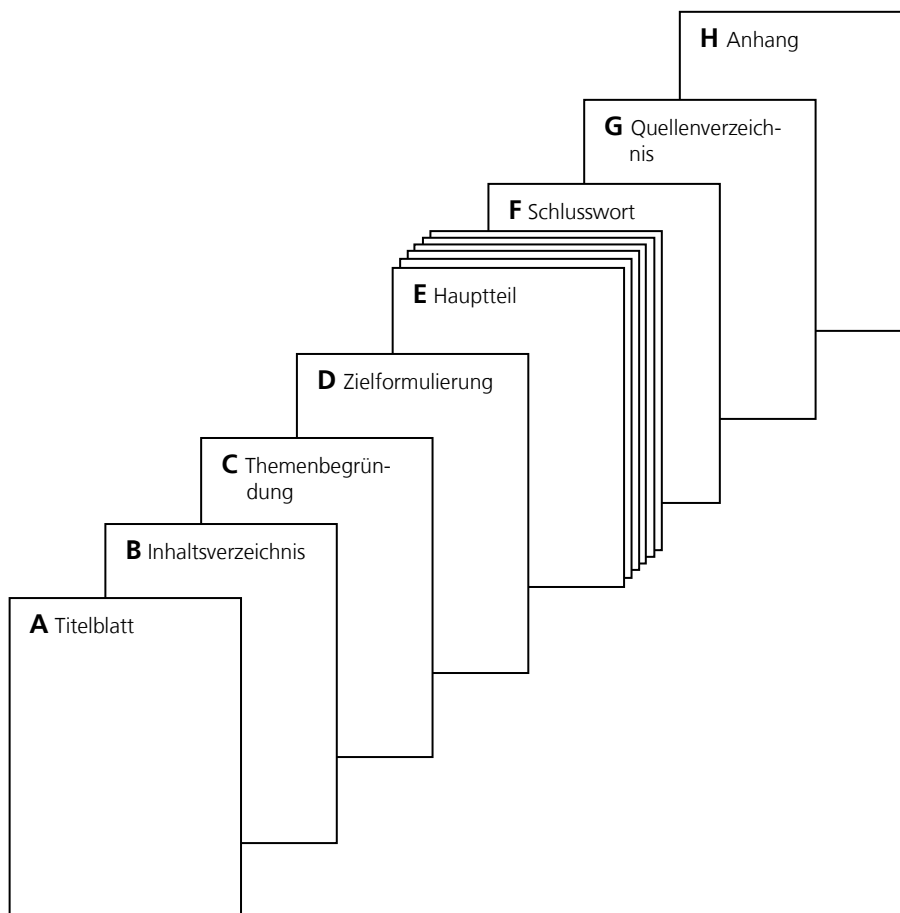 H Anhang
G Quellenverzeich-
nis
F Schlusswort
E Hauptteil
D Zielformulierung
C Themenbegrün-
dung
B Inhaltsverzeichnis
A Titelblatt